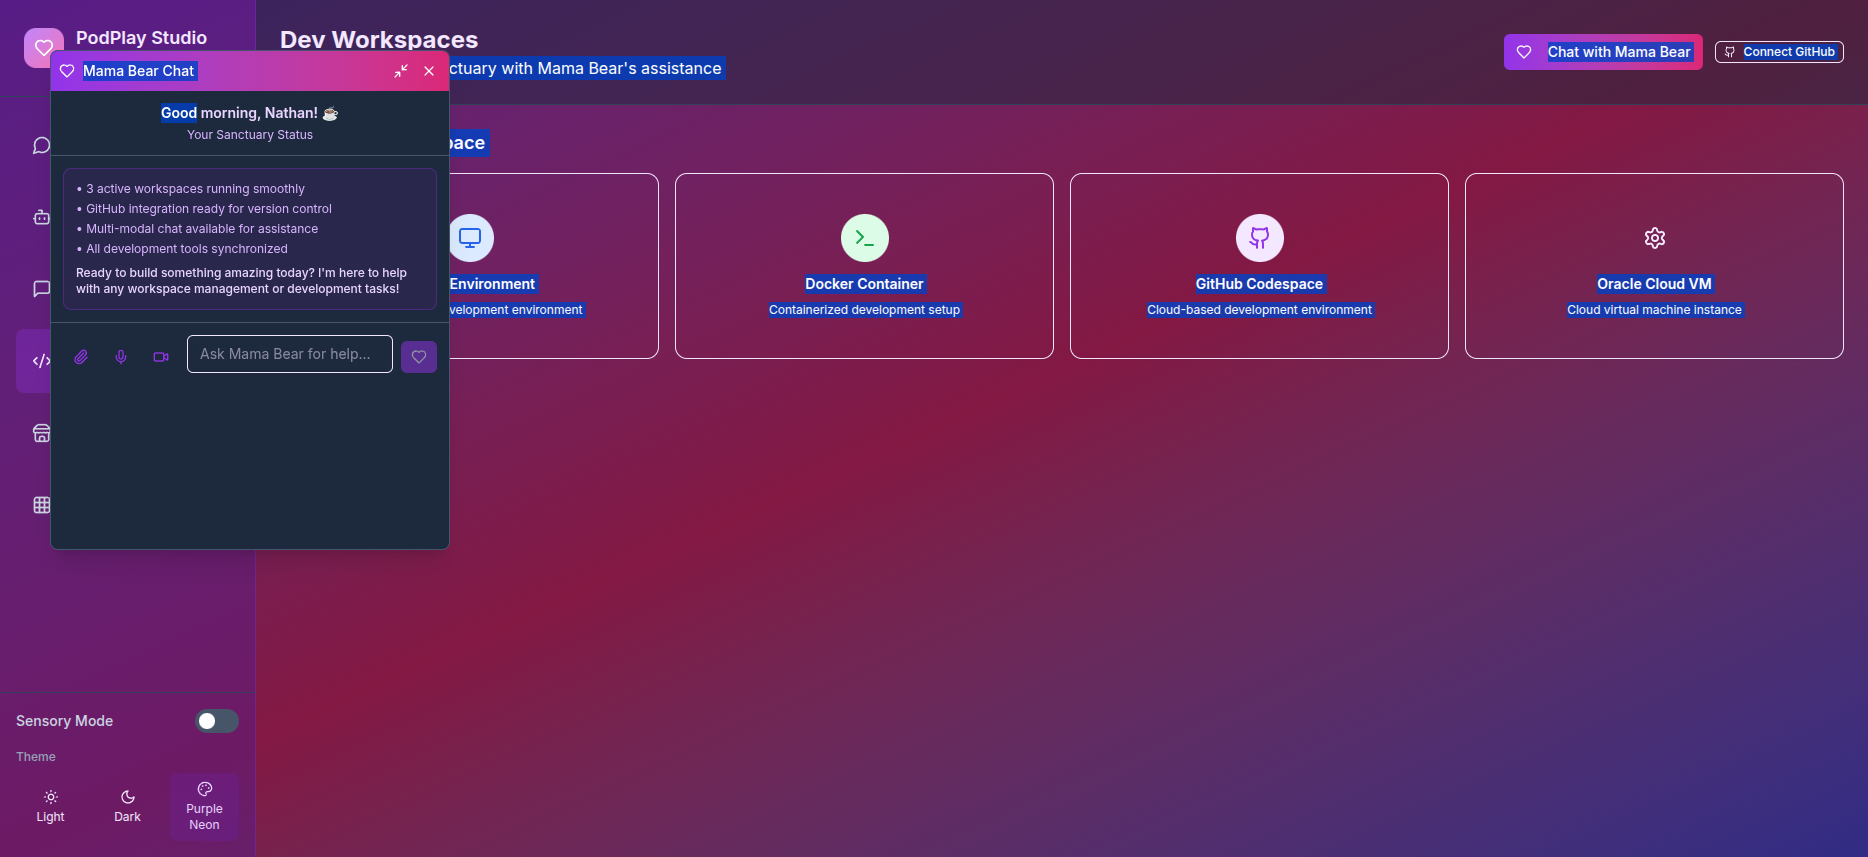 PodPlay Studio
Dev Workspaces
ctuary with Mama Bear's assistance
Chat with Mama Bear
Connect GitHub
Mama Bear Chat
Good morning, Nathan! ☕
Your Sanctuary Status
• 3 active workspaces running smoothly
• GitHub integration ready for version control
• Multi-modal chat available for assistance
• All development tools synchronized
Ready to build something amazing today? I'm here to help
with any workspace management or development tasks!
Ask Mama Bear for help...
pace
Environment
velopment environment
Docker Container
Containerized development setup
GitHub Codespace
Cloud-based development environment
Oracle Cloud VM
Cloud virtual machine instance
Sensory Mode
Theme
Light
Dark
Purple
Neon